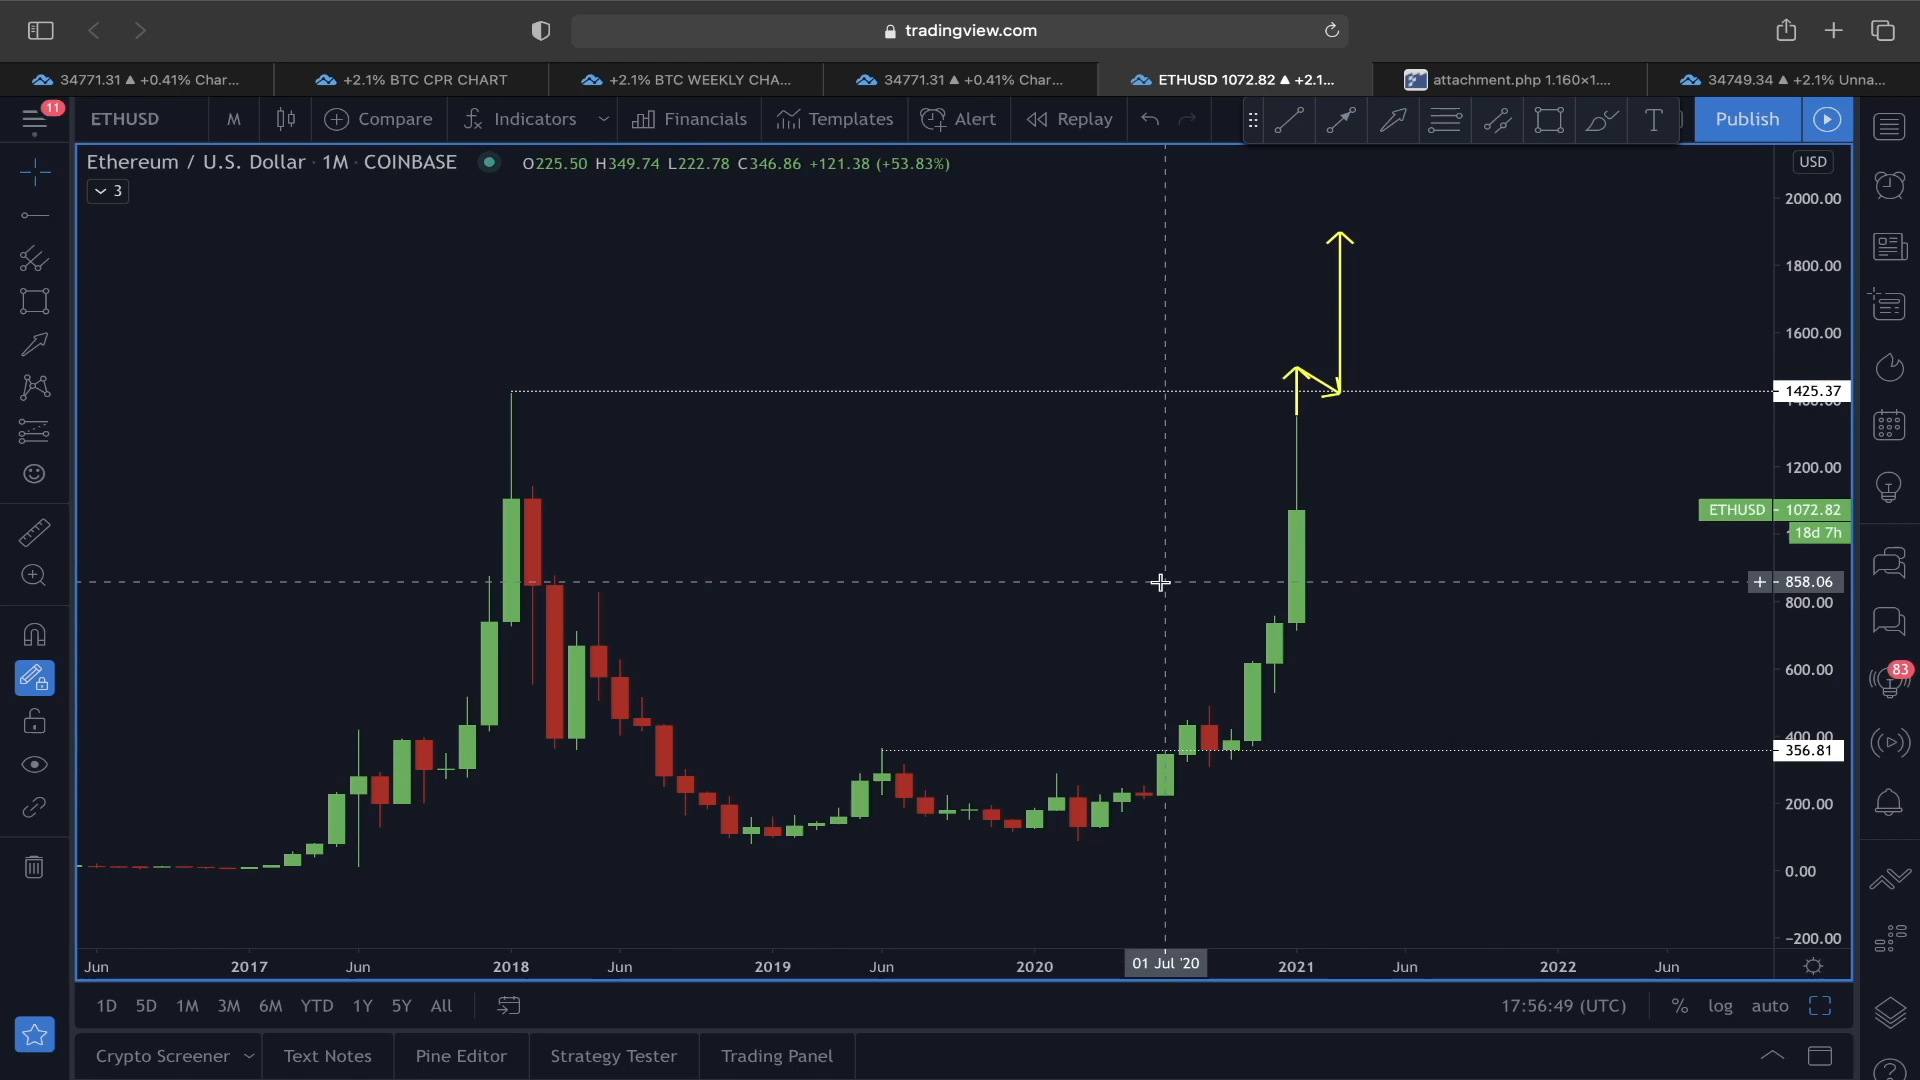 tradingview.com
34771.31 ▲ +0.41% Char...
+2.1% BTC CPR CHART
+2.1% BTC WEEKLY CHA...
34771.31 ▲ +0.41% Char...
ETHUSD 1072.82 ▲ +2.1...
attachment.php 1.160×1....
34749.34 ▲ +2.1% Unna...
11
ETHUSD
M
Compare
Indicators
Financials
Templates
Alert
Replay
T
Publish
Ethereum / U.S. Dollar · 1M · COINBASE
O225.50 H349.74 L222.78 C346.86 +121.38 (+53.83%)
3
USD
2000.00
1800.00
1600.00
1425.37
1200.00
ETHUSD
1072.82
18d 7h
+
858.06
800.00
600.00
83
400.00
356.81
200.00
0.00
-200.00
Jun
2017
Jun
2018
Jun
2019
Jun
2020
01 Jul '20
2021
Jun
2022
Jun
1D 5D 1M 3M 6M YTD 1Y 5Y All
17:56:49 (UTC)
% log auto
Crypto Screener
Text Notes
Pine Editor
Strategy Tester
Trading Panel